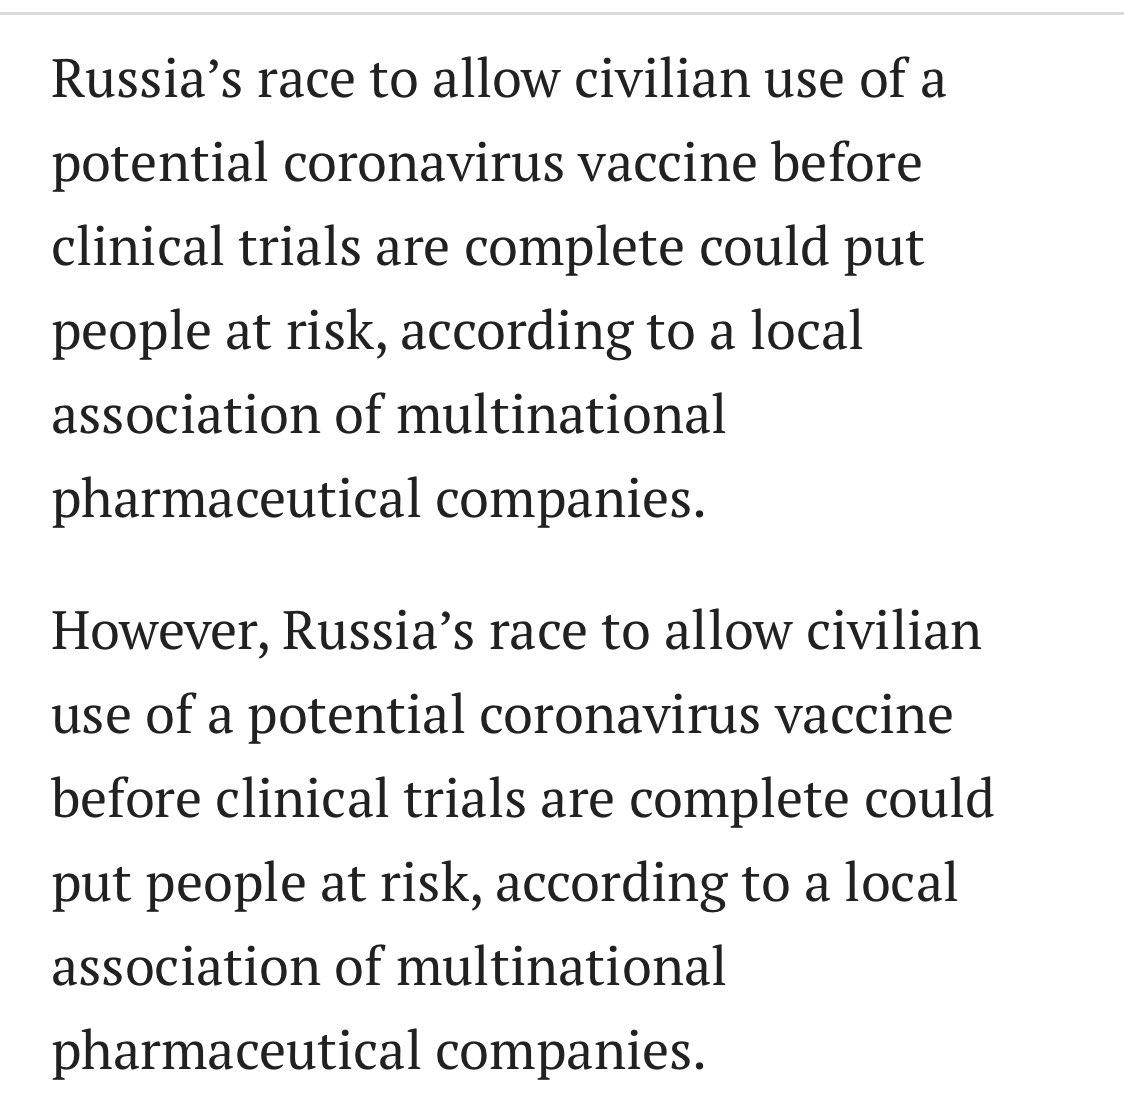 Russia’s race to allow civilian use of a
potential coronavirus vaccine before
clinical trials are complete could put
people at risk, according to a local
association of multinational
pharmaceutical companies.
However, Russia’s race to allow civilian
use of a potential coronavirus vaccine
before clinical trials are complete could
put people at risk, according to a local
association of multinational
pharmaceutical companies.